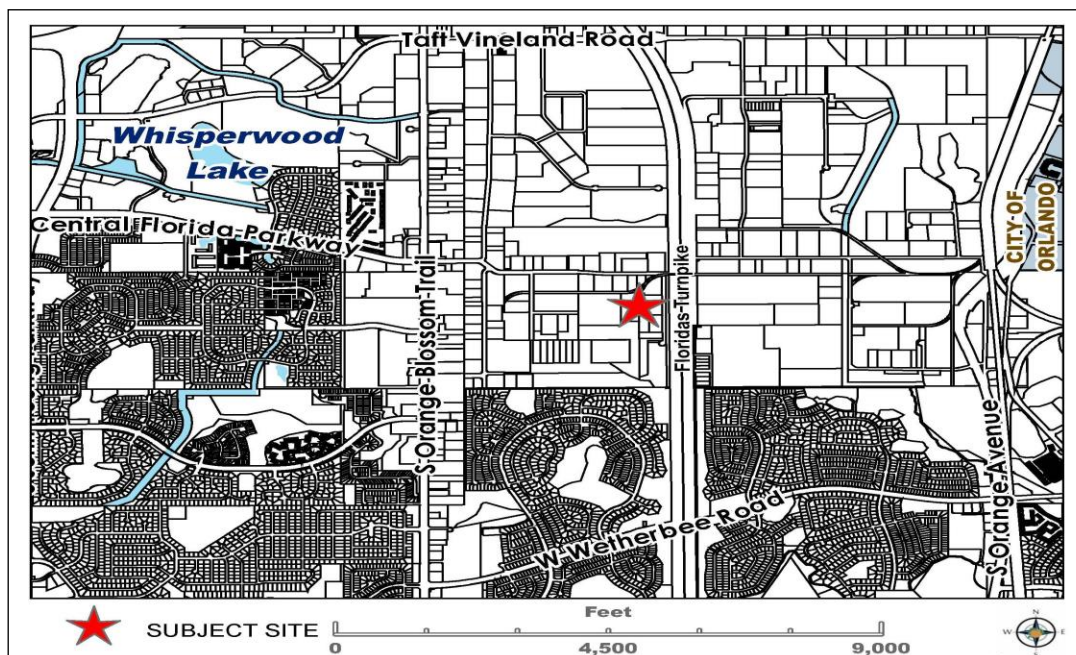 Taft Vineland Road
Whisperwood
Lake
Central Florida Parkway
CITY OF
ORLANDO
S Orange Blossom Trail
Floridas Turnpike
S Orange Avenue
W Wetherbee Road
SUBJECT SITE
Feet
0
4,500
9,000
N
W
E
S